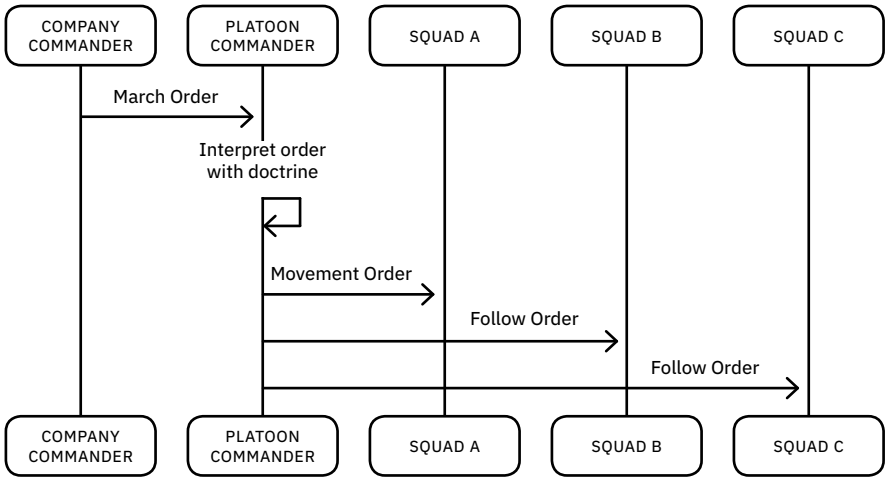 COMPANY
COMMANDER
PLATOON
COMMANDER
SQUAD A
SQUAD B
SQUAD C
March Order
Interpret order
with doctrine
Movement Order
Follow Order
Follow Order
COMPANY
COMMANDER
PLATOON
COMMANDER
SQUAD A
SQUAD B
SQUAD C